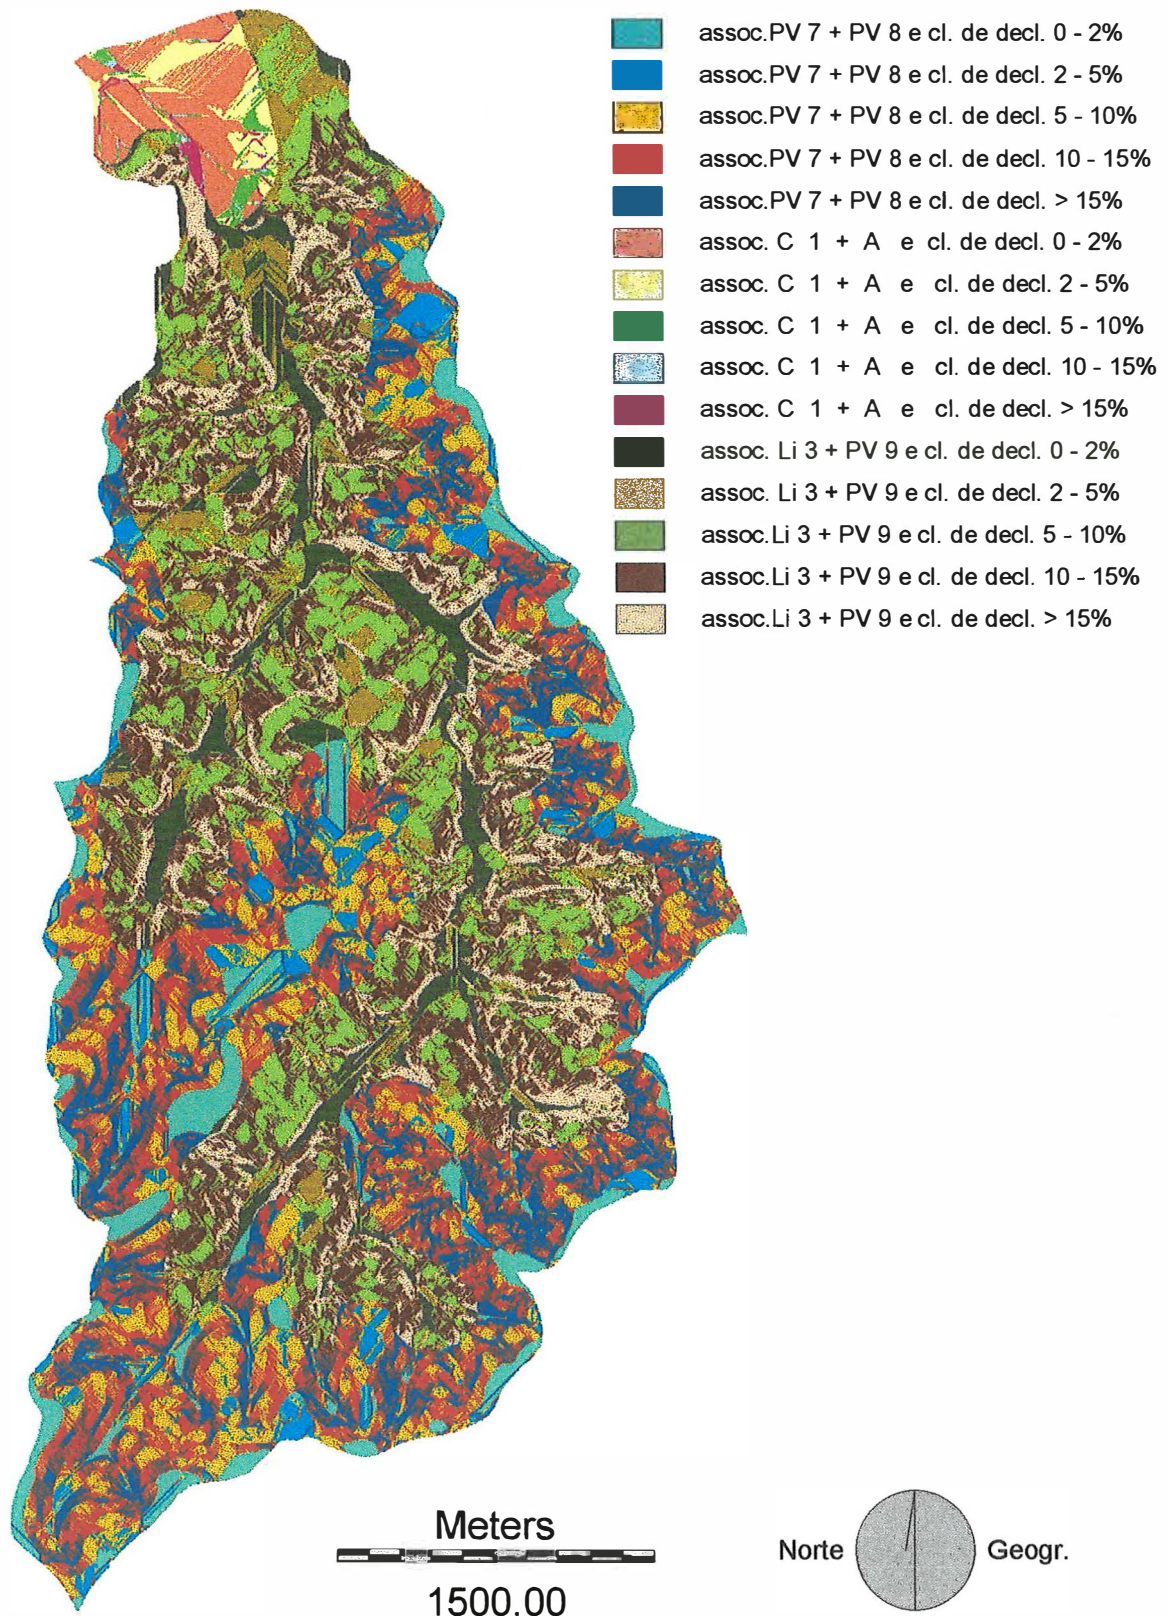 assoc.PV 7 + PV 8 e cl. de decl. 0 - 2%
assoc.PV 7 + PV 8 e cl. de decl. 2 - 5%
assoc.PV 7 + PV 8 e cl. de decl. 5 - 10%
assoc.PV 7 + PV 8 e cl. de decl. 10 - 15%
assoc.PV 7 + PV 8 e cl. de decl. > 15%
assoc. C 1 + A e cl. de decl. 0 - 2%
assoc. C 1 + A e cl. de decl. 2 - 5%
assoc. C 1 + A e cl. de decl. 5 - 10%
assoc. C 1 + A e cl. de decl. 10 - 15%
assoc. C 1 + A e cl. de decl. > 15%
assoc. Li 3 + PV 9 e cl. de decl. 0 - 2%
assoc. Li 3 + PV 9 e cl. de decl. 2 - 5%
assoc.Li 3 + PV 9 e cl. de decl. 5 - 10%
assoc.Li 3 + PV 9 e cl. de decl. 10 - 15%
assoc.Li 3 + PV 9 e cl. de decl. > 15%
Meters
1500.00
Norte Geogr.